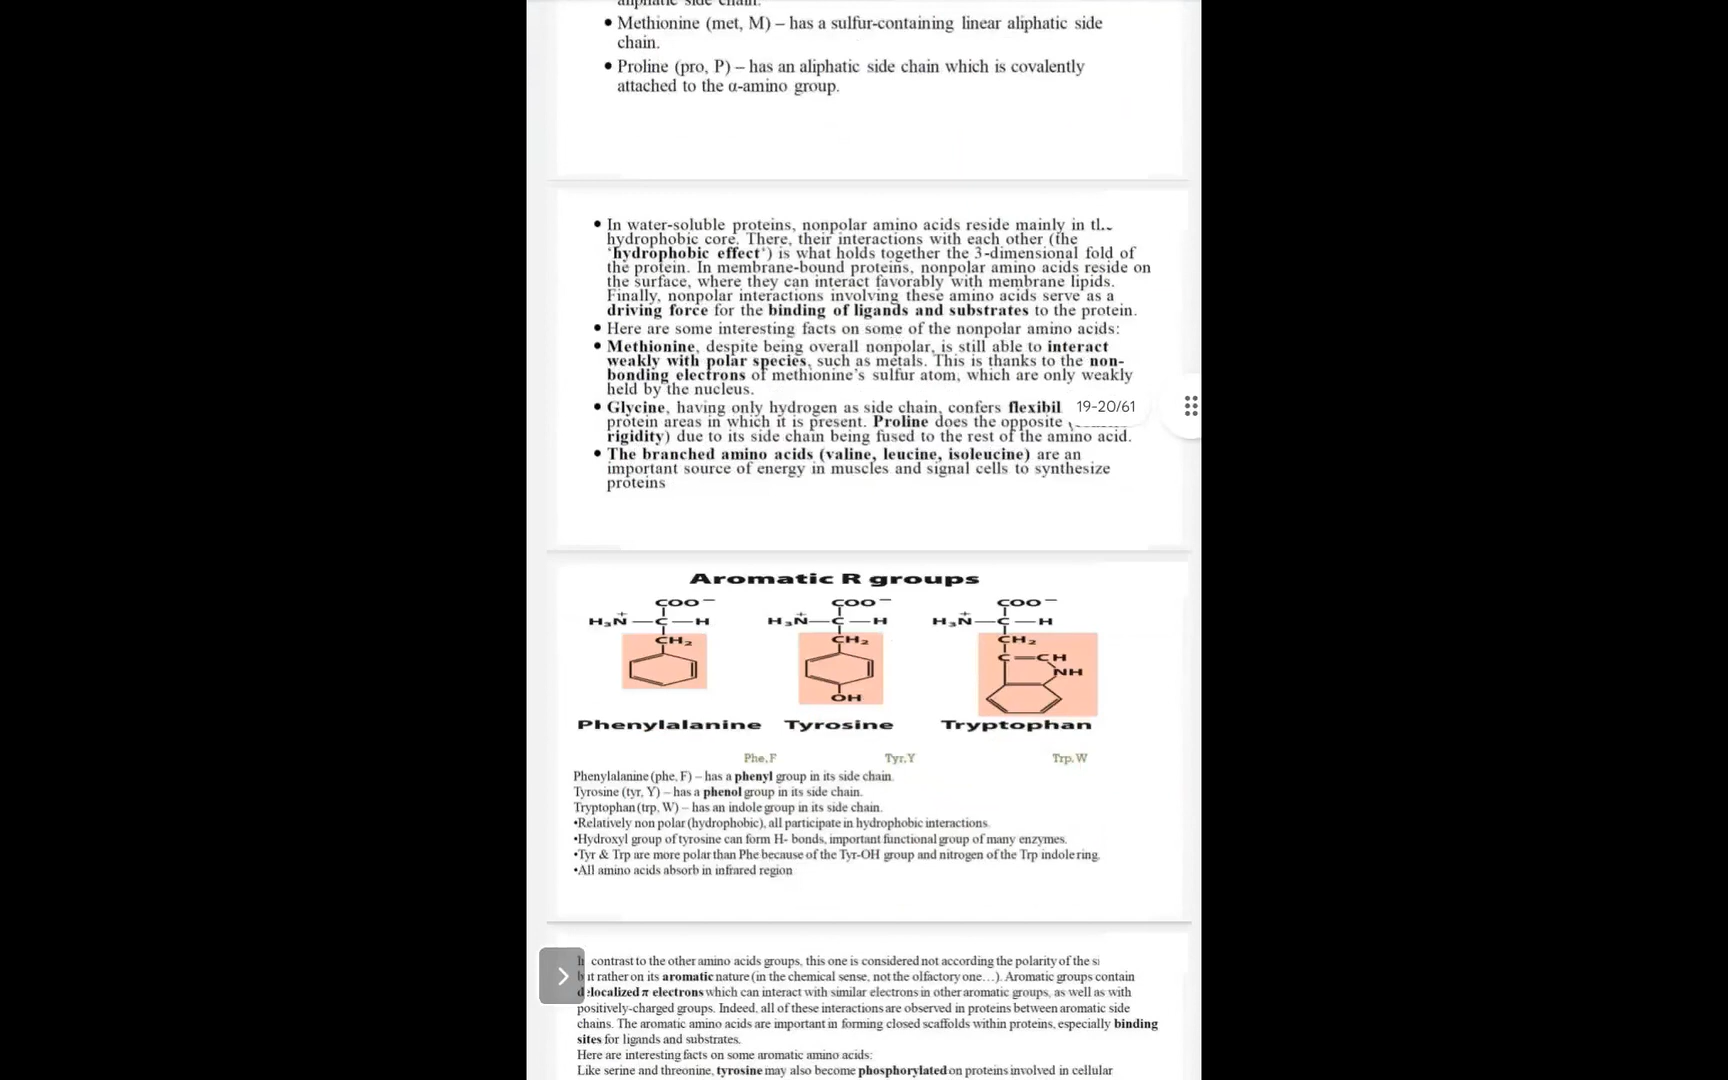 • Methionine (met, M) – has a sulfur-containing linear aliphatic side
chain.
• Proline (pro, P) – has an aliphatic side chain which is covalently
attached to the α-amino group.
• In water-soluble proteins, nonpolar amino acids reside mainly in
hydrophobic core. There, their interactions with each other (the
'hydrophobic effect') is what holds together the 3-dimensional fold of
the protein. In membrane-bound proteins, nonpolar amino acids reside on
the surface, where they can interact favorably with membrane lipids.
Finally, nonpolar interactions involving these amino acids serve as a
driving force for the binding of ligands and substrates to the protein.
• Here are some interesting facts on some of the nonpolar amino acids:
• Methionine, despite being overall nonpolar, is still able to interact
weakly with polar species, such as metals. This is thanks to the non-
bonding electrons of methionine's sulfur atom, which are only weakly
held by the nucleus.
• Glycine, having only hydrogen as side chain, confers flexibil
19-20/61
protein areas in which it is present. Proline does the opposite
rigidity) due to its side chain being fused to the rest of the amino acid.
• The branched amino acids (valine, leucine, isoleucine) are an
important source of energy in muscles and signal cells to synthesize
proteins
Aromatic R groups
COO⁻ COO⁻ COO⁻
H₃N⁺—C—H H₃N⁺—C—H H₃N⁺—C—H
CH₂ CH₂ CH₂
C=CH
NH
OH
Phenylalanine Tyrosine Tryptophan
Phe,F Tyr,Y Trp,W
Phenylalanine (phe, F) – has a phenyl group in its side chain.
Tyrosine (tyr, Y) – has a phenol group in its side chain.
Tryptophan (trp, W) – has an indole group in its side chain.
•Relatively non polar (hydrophobic), all participate in hydrophobic interactions.
•Hydroxyl group of tyrosine can form H- bonds, important functional group of many enzymes.
•Tyr & Trp are more polar than Phe because of the Tyr-OH group and nitrogen of the Trp indole ring.
•All amino acids absorb in infrared region
contrast to the other amino acids groups, this one is considered not according the polarity of the
but rather on its aromatic nature (in the chemical sense, not the olfactory one…). Aromatic groups contain
delocalized π electrons which can interact with similar electrons in other aromatic groups, as well as with
positively-charged groups. Indeed, all of these interactions are observed in proteins between aromatic side
chains. The aromatic amino acids are important in forming closed scaffolds within proteins, especially binding
sites for ligands and substrates.
Here are interesting facts on some aromatic amino acids:
Like serine and threonine, tyrosine may also become phosphorylated on proteins involved in cellular